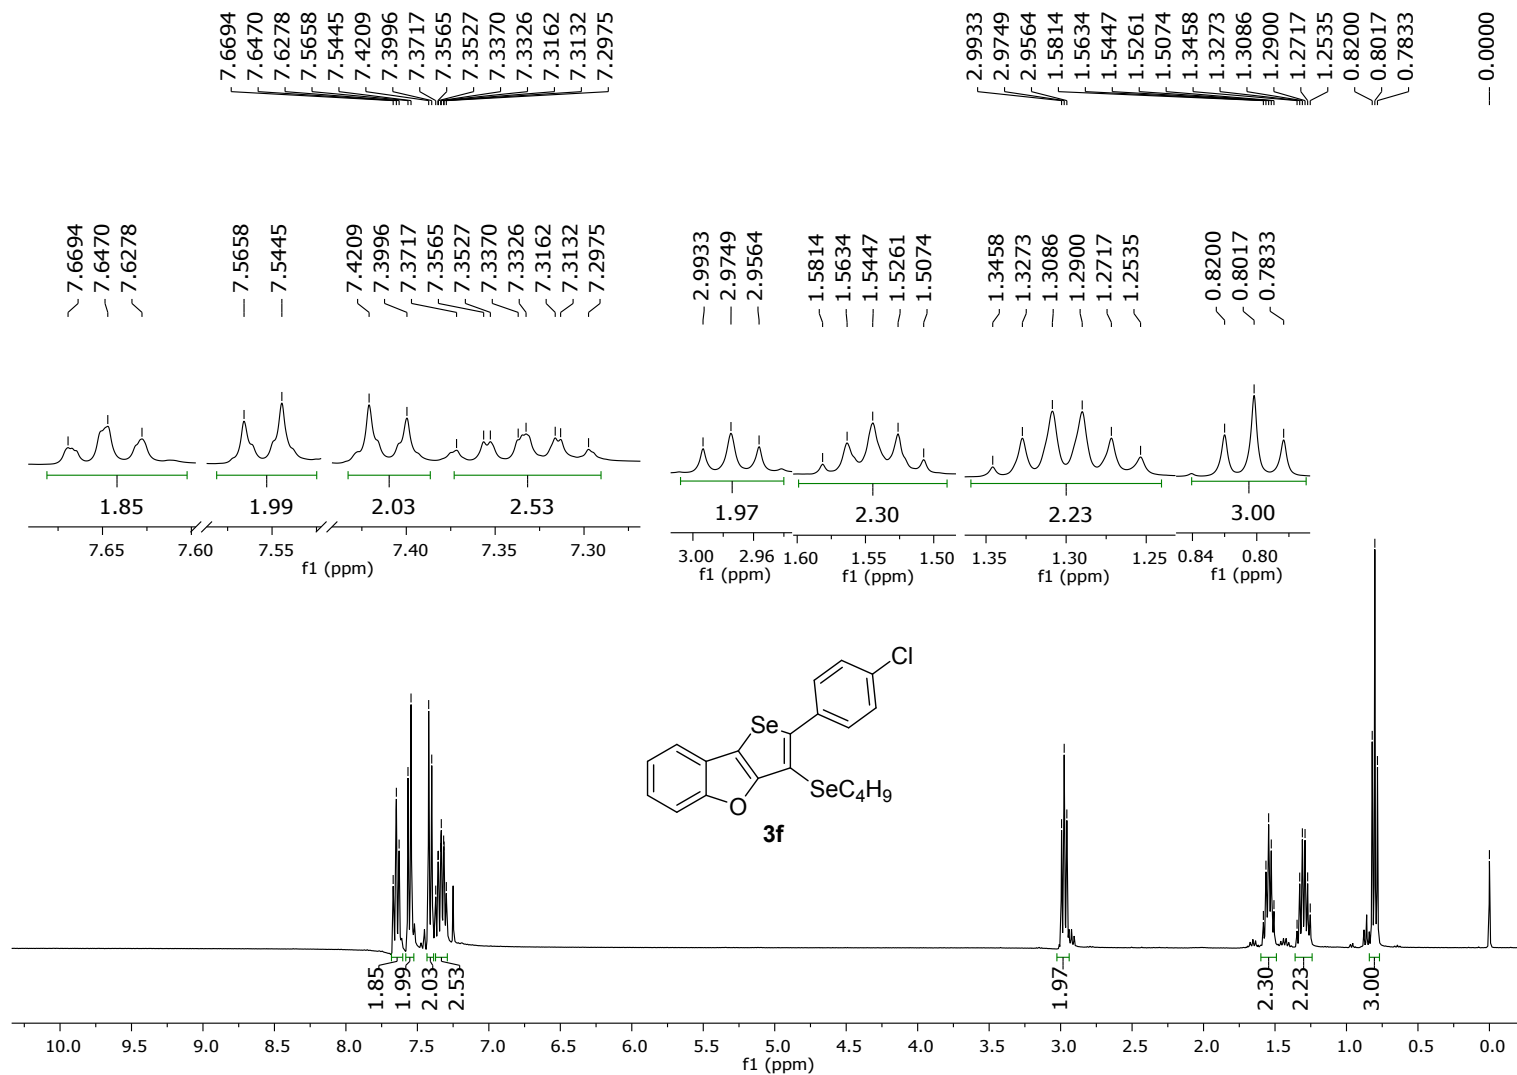 7.6694 7.6470 7.6278 7.5658 7.5445 7.4209 7.3996 7.3717 7.3565 7.3527 7.3370 7.3326 7.3162 7.3132 7.2975 2.9933 2.9749 2.9564 1.5814 1.5634 1.5447 1.5261 1.5074 1.3458 1.3273 1.3086 1.2900 1.2717 1.2535 0.8200 0.8017 0.7833 0.0000
7.6694 7.6470 7.6278 7.5658 7.5445 7.4209 7.3996 7.3717 7.3565 7.3527 7.3370 7.3326 7.3162 7.3132 7.2975 2.9933 2.9749 2.9564 1.5814 1.5634 1.5447 1.5261 1.5074 1.3458 1.3273 1.3086 1.2900 1.2717 1.2535 0.8200 0.8017 0.7833
1.85 1.99 2.03 2.53 1.97 2.30 2.23 3.00
7.65 7.60 7.55 7.40 7.35 7.30 3.00 2.96 1.60 1.55 1.50 1.35 1.30 1.25 0.84 0.80
f1 (ppm) f1 (ppm) f1 (ppm) f1 (ppm) f1 (ppm)
Cl
Se
SeC4H9
O
3f
1.85 1.99 2.03 2.53 1.97 2.30 2.23 3.00
10.0 9.5 9.0 8.5 8.0 7.5 7.0 6.5 6.0 5.5 5.0 4.5 4.0 3.5 3.0 2.5 2.0 1.5 1.0 0.5 0.0
f1 (ppm)